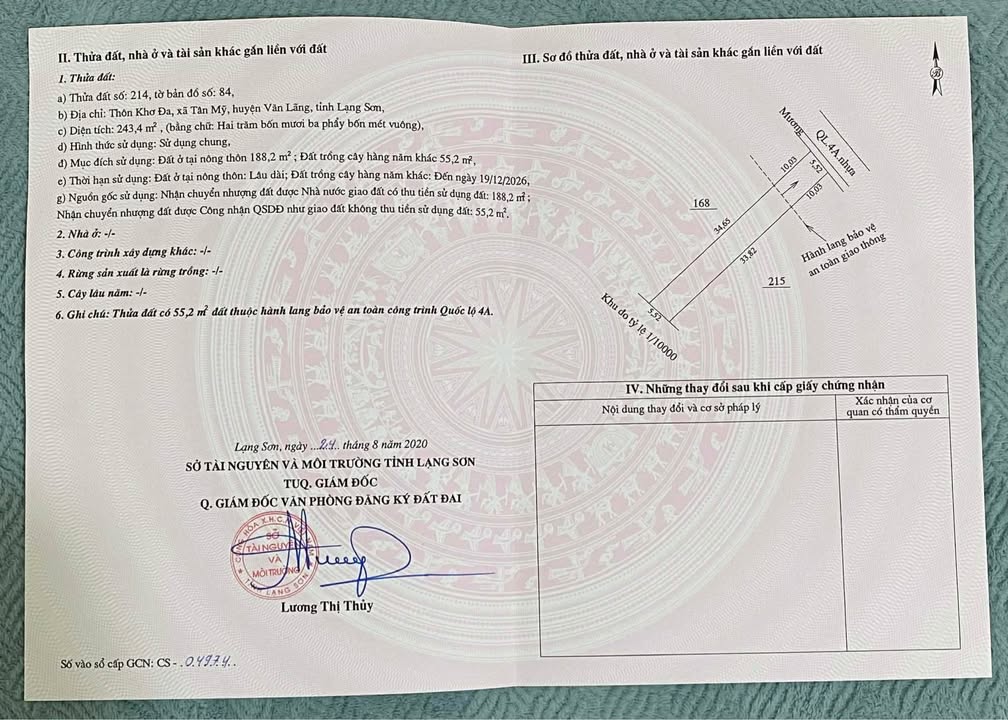 II. Thửa đất, nhà ở và tài sản khác gắn liền với đất
1. Thửa đất:
a) Thửa đất số: 214, tờ bản đồ số: 84,
b) Địa chỉ: Thôn Khơ Đa, xã Tân Mỹ, huyện Văn Lãng, tỉnh Lạng Sơn,
c) Diện tích: 243,4 m², (bằng chữ: Hai trăm bốn mươi ba phẩy bốn mét vuông),
d) Hình thức sử dụng: Sử dụng chung,
đ) Mục đích sử dụng: Đất ở tại nông thôn 188,2 m²; Đất trồng cây hàng năm khác 55,2 m²,
e) Thời hạn sử dụng: Đất ở tại nông thôn: Lâu dài; Đất trồng cây hàng năm khác: Đến ngày 19/12/2026,
g) Nguồn gốc sử dụng: Nhận chuyển nhượng đất được Nhà nước giao đất có thu tiền sử dụng đất: 188,2 m²;
Nhận chuyển nhượng đất được Công nhận QSDĐ như giao đất không thu tiền sử dụng đất: 55,2 m².
2. Nhà ở: -/-
3. Công trình xây dựng khác: -/-
4. Rừng sản xuất là rừng trồng: -/-
5. Cây lâu năm: -/-
6. Ghi chú: Thửa đất có 55,2 m² đất thuộc hành lang bảo vệ an toàn công trình Quốc lộ 4A.
Lạng Sơn, ngày ...24.. tháng 8 năm 2020
SỞ TÀI NGUYÊN VÀ MÔI TRƯỜNG TỈNH LẠNG SƠN
TUQ. GIÁM ĐỐC
Q. GIÁM ĐỐC VĂN PHÒNG ĐĂNG KÝ ĐẤT ĐAI
SỞ
TÀI NGUYÊN
VÀ
MÔI TRƯỜNG
TỈNH LẠNG SƠN
Lương Thị Thủy
Số vào sổ cấp GCN: CS - .04974..
III. Sơ đồ thửa đất, nhà ở và tài sản khác gắn liền với đất
B
Mương
QL 4A nhựa
10,03
5,52
10,03
168
34,65
33,82
Hành lang bảo vệ
an toàn giao thông
215
5,52
Khu đo tỷ lệ 1/10000
IV. Những thay đổi sau khi cấp giấy chứng nhận
Nội dung thay đổi và cơ sở pháp lý
Xác nhận của cơ
quan có thẩm quyền